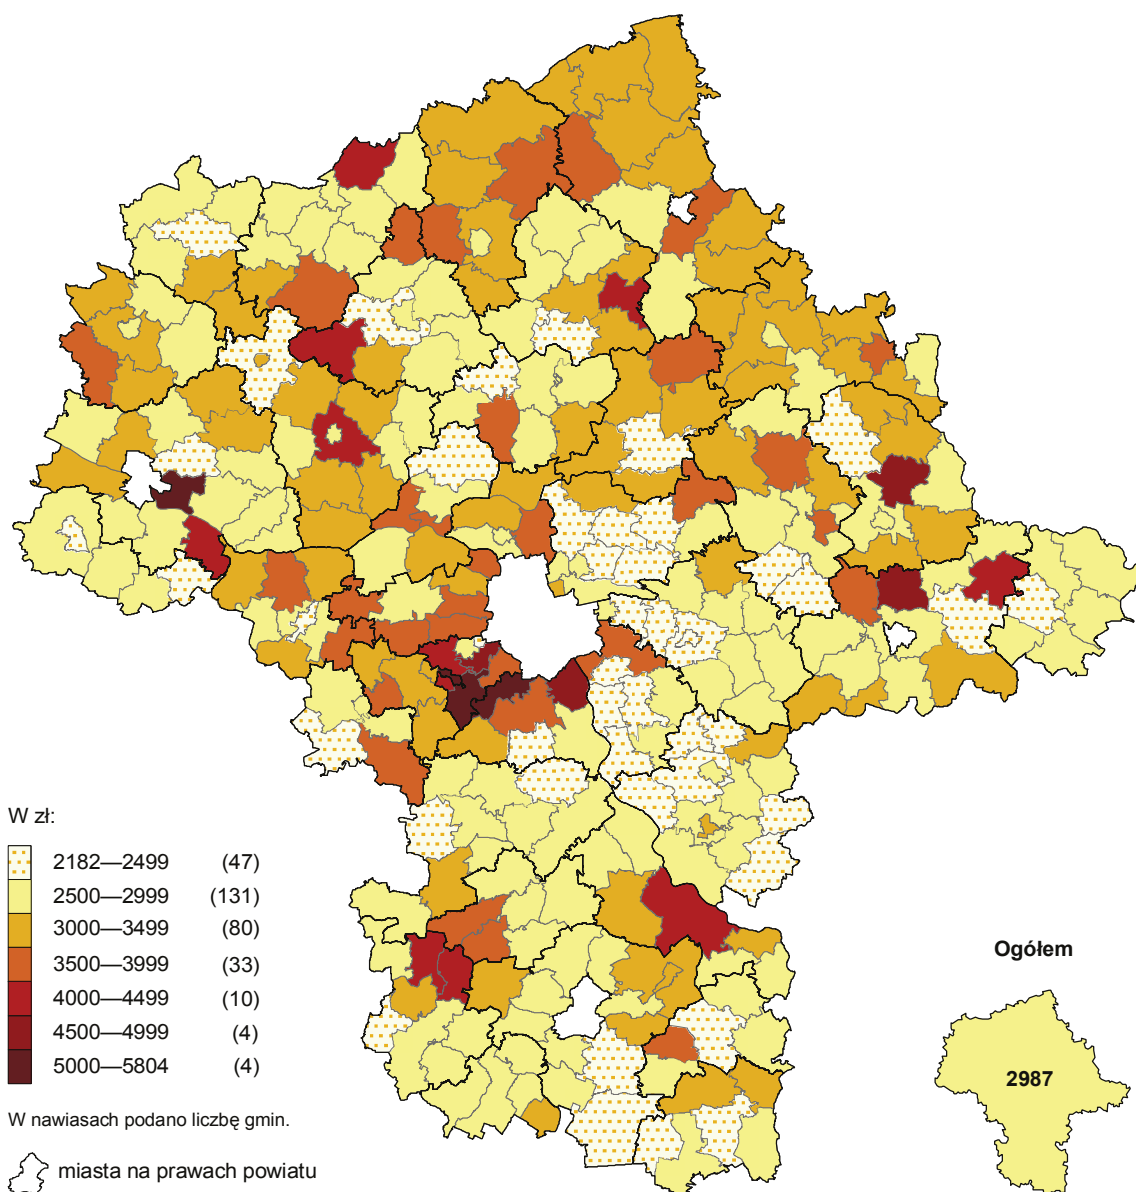 W zł:
2182—2499 (47)
2500—2999 (131)
3000—3499 (80)
3500—3999 (33)
4000—4499 (10)
4500—4999 (4)
5000—5804 (4)
W nawiasach podano liczbę gmin.
miasta na prawach powiatu
Ogółem
2987